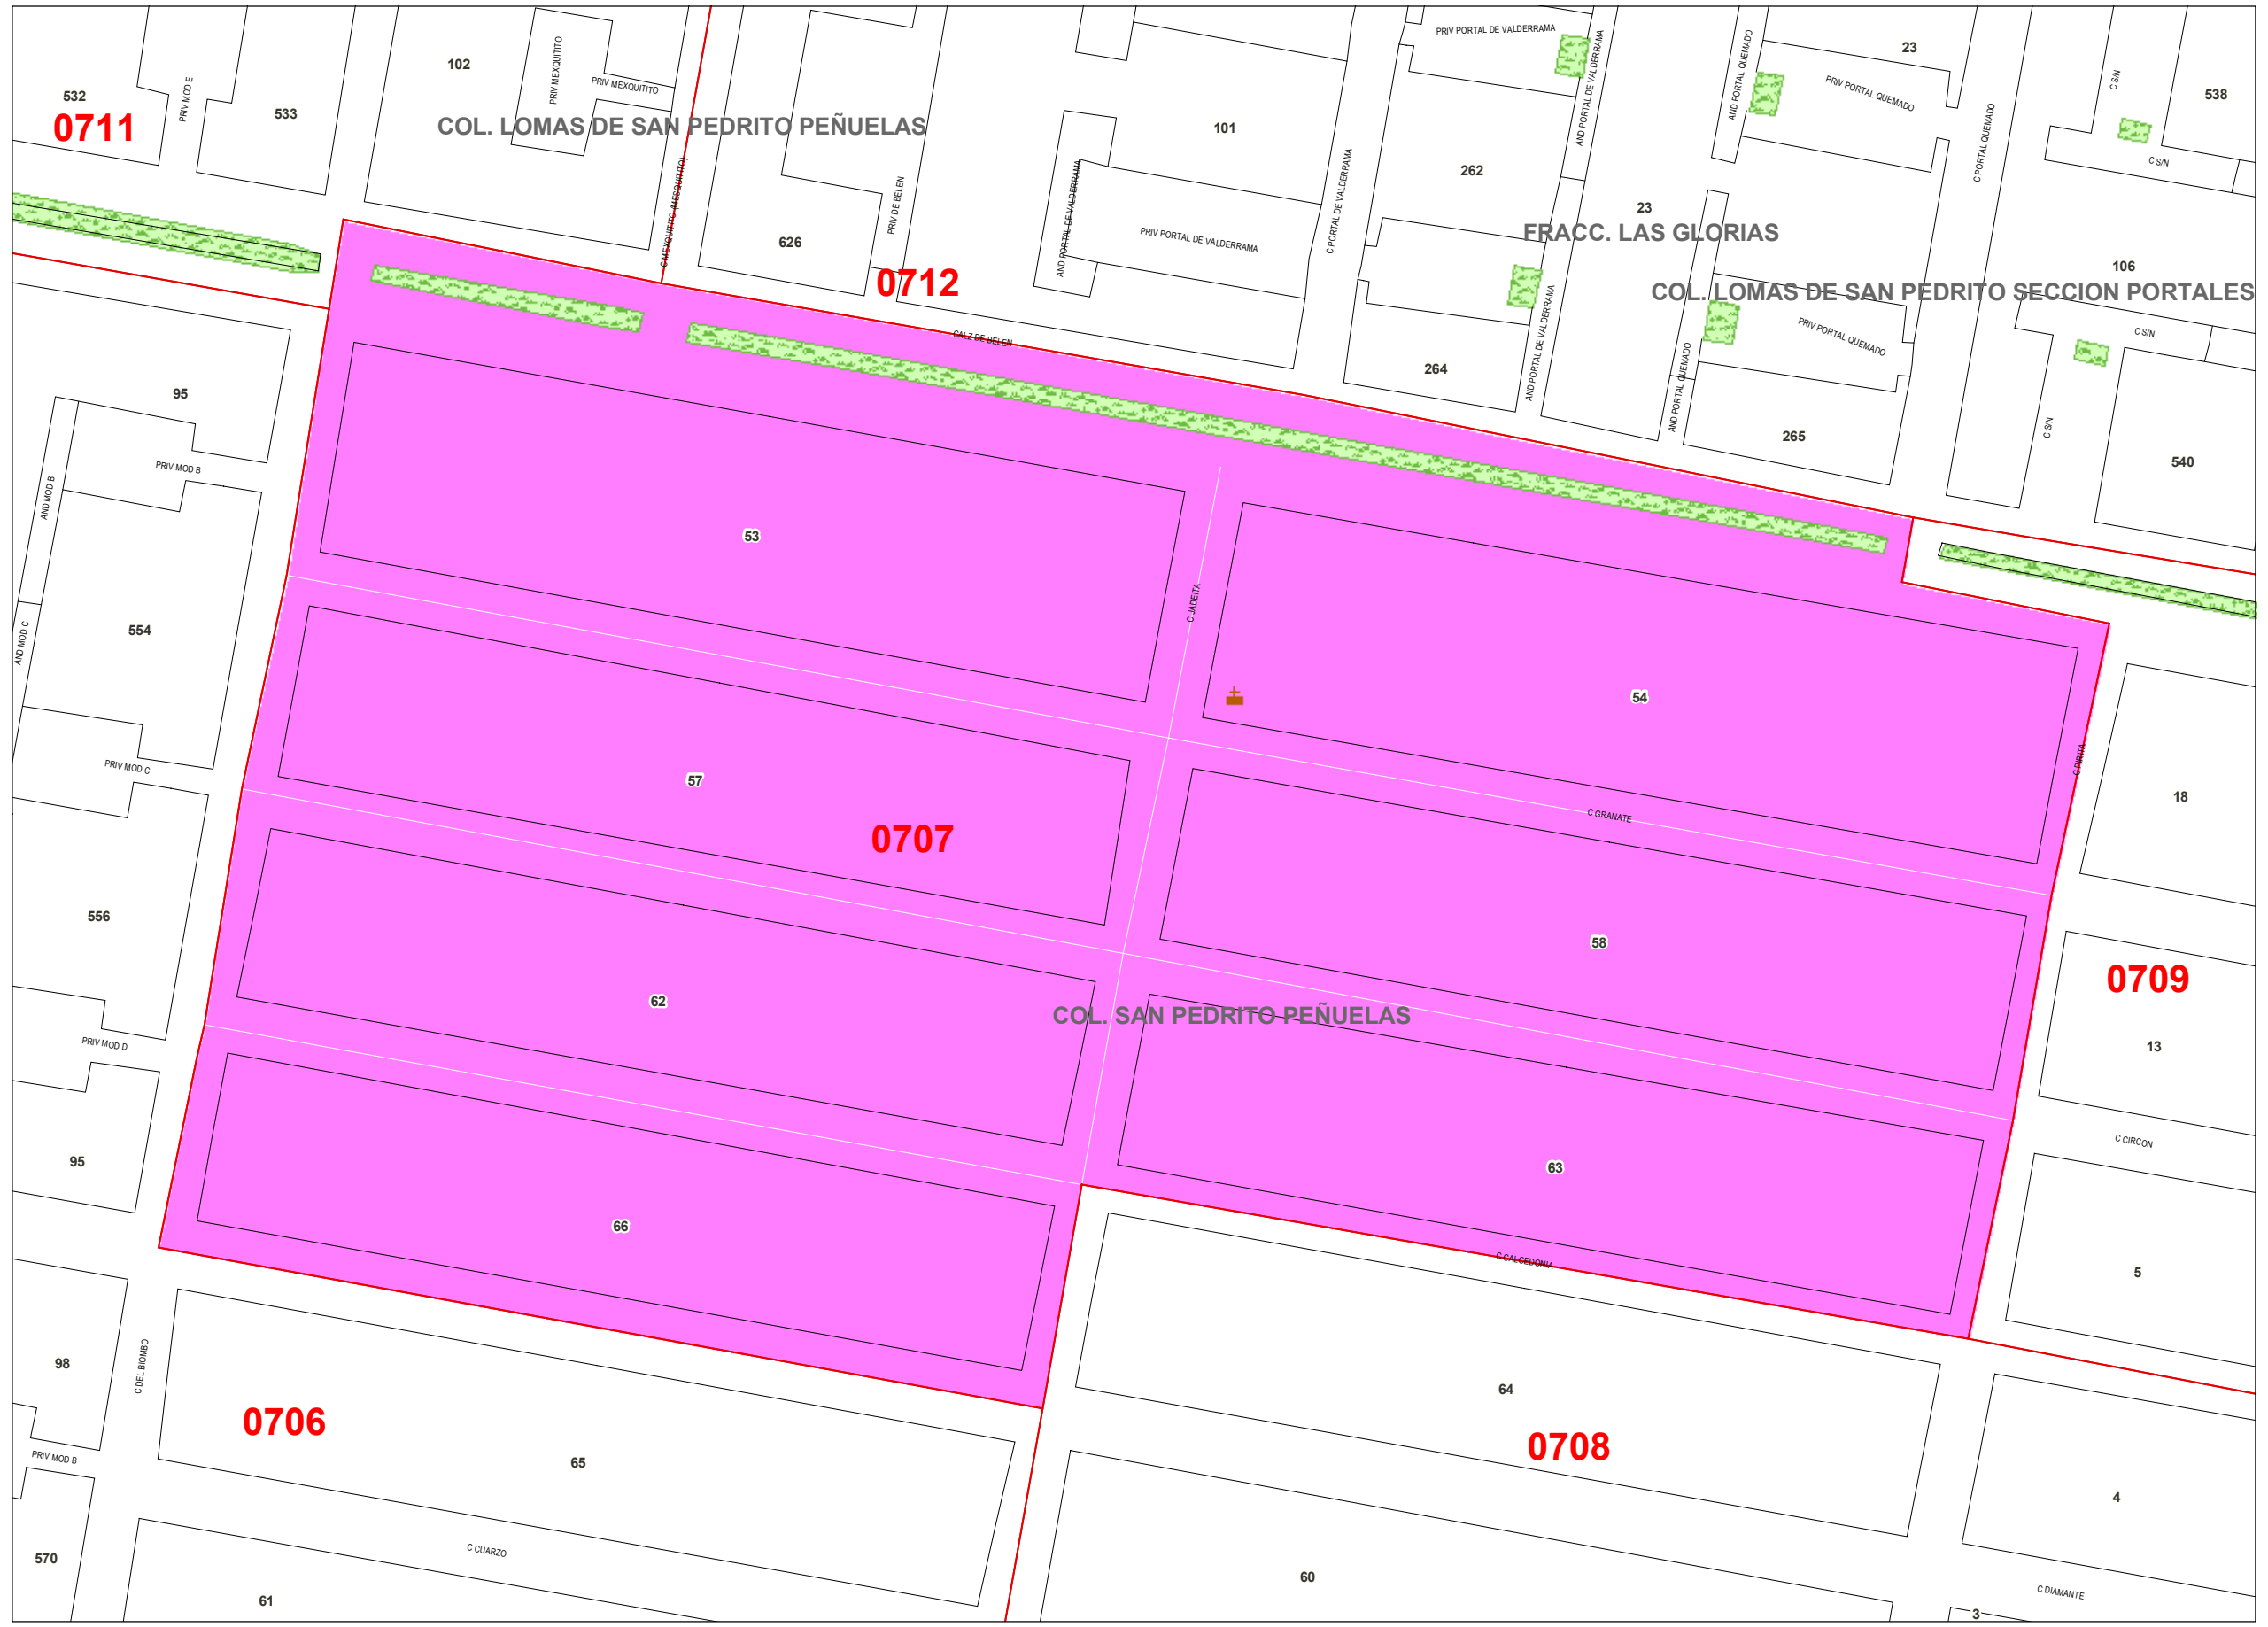 PRIV PORTAL DE VALDERRAMA
23
102
PRIV MEXQUITITO
PRIV MEXQUITITO
AND PORTAL DE VALDERRAMA
AND PORTAL QUEMADO
PRIV PORTAL QUEMADO
C S/N
538
532
PRIV MOD E
533
0711
COL. LOMAS DE SAN PEDRITO PEÑUELAS
101
C PORTAL QUEMADO
C S/N
262
C MEXQUITITO (MESQUITITO)
PRIV DE BELEN
AND PORTAL DE VALDERRAMA
C PORTAL DE VALDERRAMA
23
FRACC. LAS GLORIAS
626
PRIV PORTAL DE VALDERRAMA
106
0712
COL. LOMAS DE SAN PEDRITO SECCION PORTALES
CALZ DE BELEN
AND PORTAL DE VALDERRAMA
PRIV PORTAL QUEMADO
C S/N
264
AND PORTAL QUEMADO
95
265
C S/N
540
PRIV MOD B
AND MOD B
53
C JADEITA
554
AND MOD C
54
PRIV MOD C
57
C PIRITA
18
C GRANATE
0707
556
58
0709
62
COL. SAN PEDRITO PEÑUELAS
PRIV MOD D
13
C CIRCON
95
63
66
C CALCEDONIA
5
98
C DEL BIOMBO
64
0706
0708
PRIV MOD B
65
4
570
C CUARZO
60
C DIAMANTE
61
3